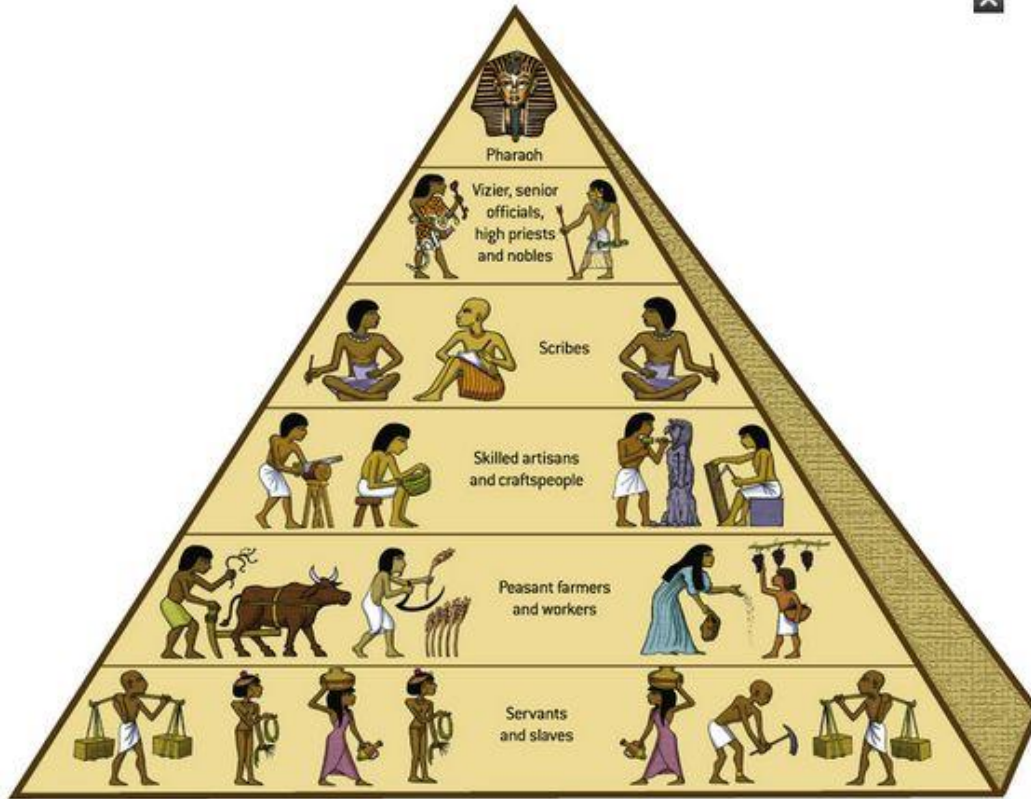 Pharaoh
Vizier, senior
officials,
high priests
and nobles
Scribes
Skilled artisans
and craftspeople
Peasant farmers
and workers
Servants
and slaves